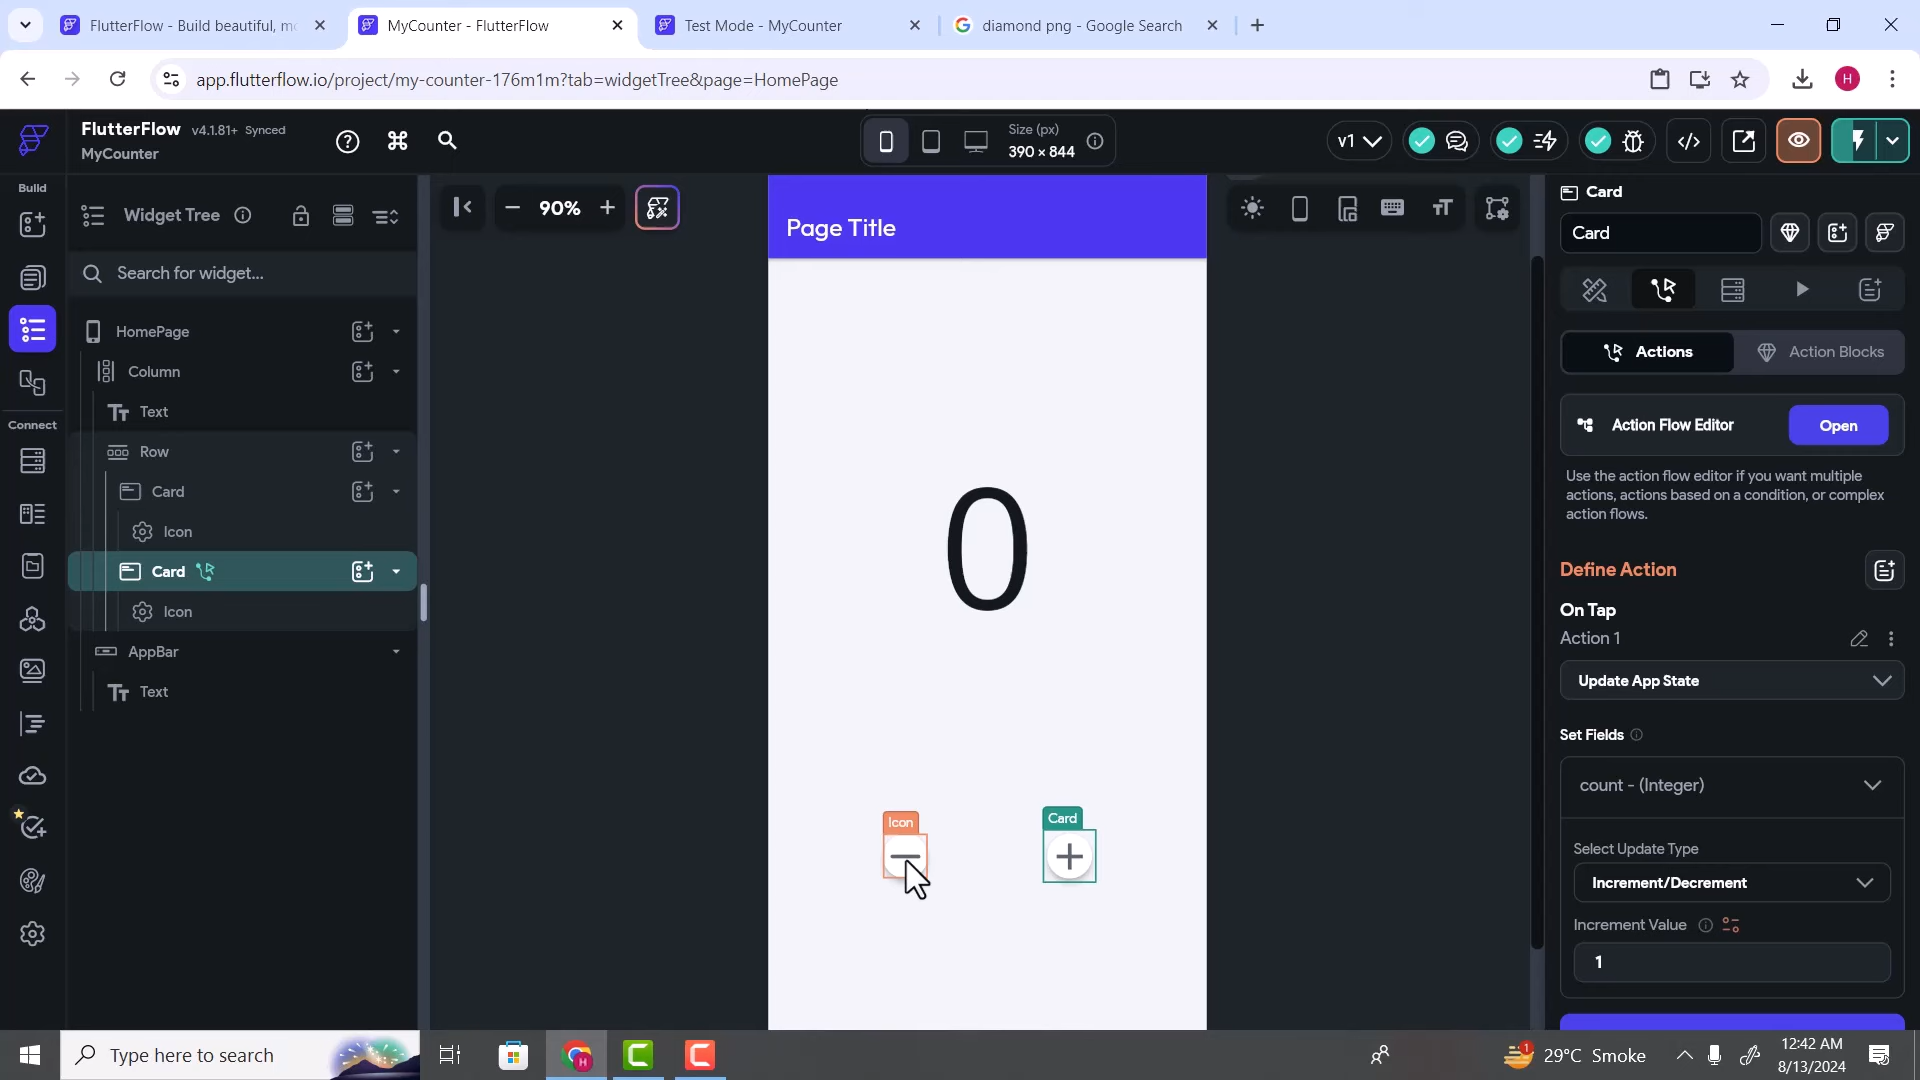 FlutterFlow - Build beautiful, m
MyCounter - FlutterFlow
Test Mode - MyCounter
diamond png - Google Search
app.flutterflow.io/project/my-counter-176m1m?tab=widgetTree&page=HomePage
H
FlutterFlow v4.1.81+ Synced
MyCounter
Size (px)
390 × 844
v1
Build
Widget Tree
90%
Search for widget...
HomePage
Column
Text
Row
Card
Icon
Card
Icon
AppBar
Text
Connect
Page Title
0
Icon
Card
Card
Card
Actions
Action Blocks
Action Flow Editor
Open
Use the action flow editor if you want multiple
actions, actions based on a condition, or complex
action flows.
Define Action
On Tap
Action 1
Update App State
Set Fields
count - (Integer)
Select Update Type
Increment/Decrement
Increment Value
1
Type here to search
H
1
29°C Smoke
12:42 AM
8/13/2024